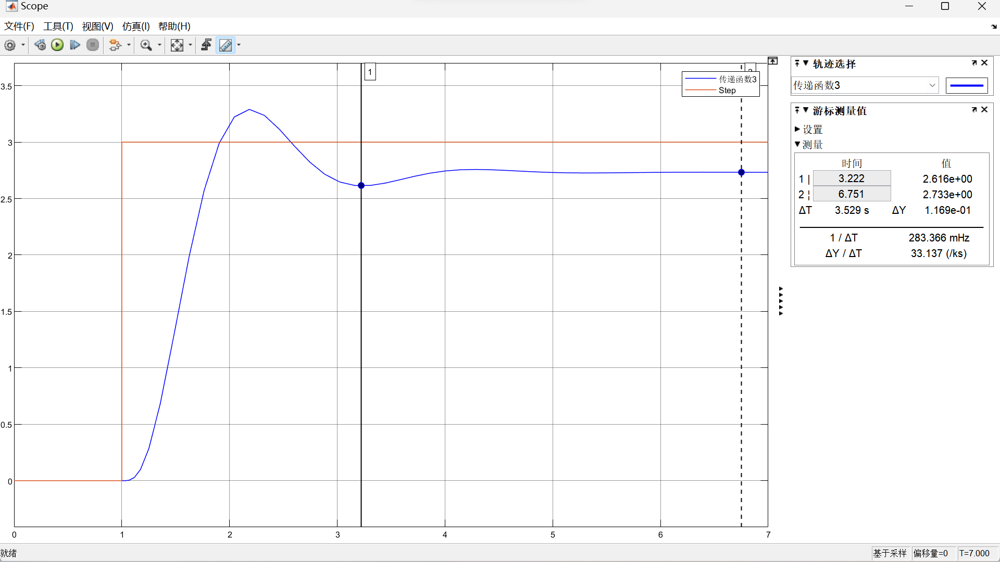 Scope
文件(F) 工具(T) 视图(V) 仿真(I) 帮助(H)
1
传递函数3
Step
3.5
3
2.5
2
1.5
1
0.5
0
0 1 2 3 4 5 6 7
轨迹选择
传递函数3
游标测量值
设置
测量
时间 值
1 | 3.222 2.616e+00
2 ¦ 6.751 2.733e+00
ΔT 3.529 s ΔY 1.169e-01
1 / ΔT 283.366 mHz
ΔY / ΔT 33.137 (/ks)
就绪
基于采样 偏移量=0 T=7.000